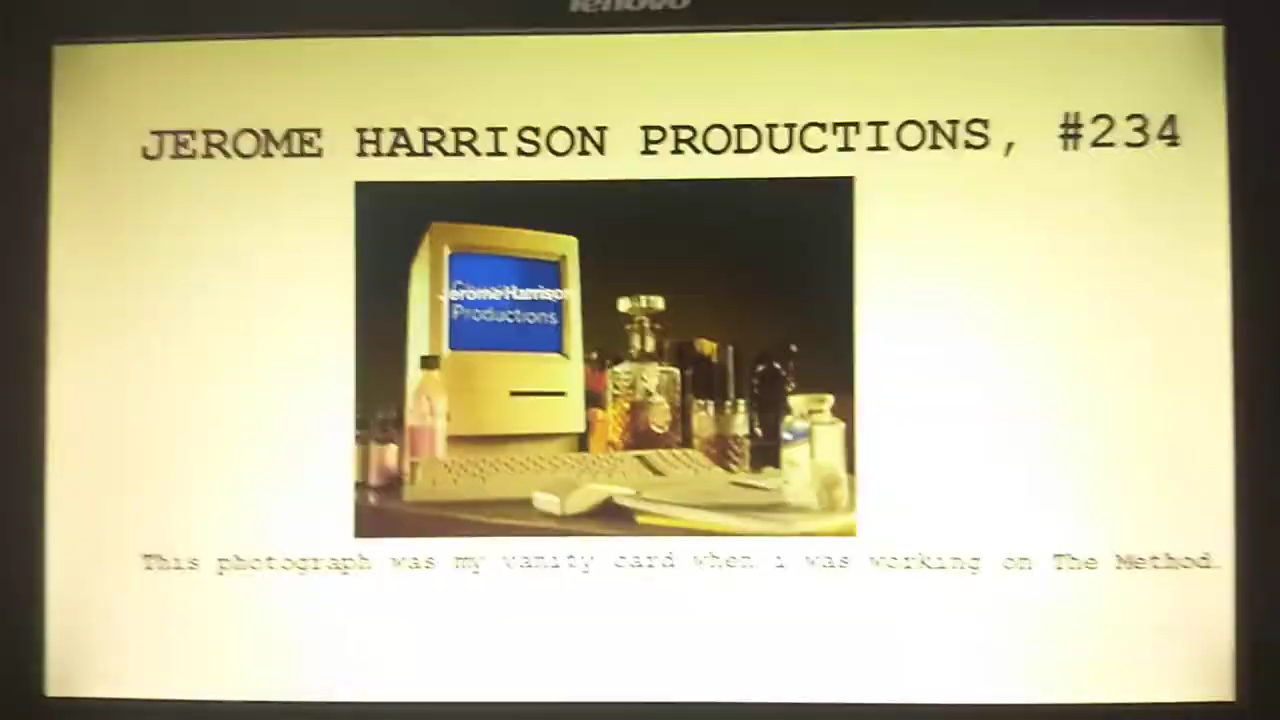 lenovo
JEROME HARRISON PRODUCTIONS, #234
Jerome Harrison
Productions
This photograph was my vanity card when i was working on The Method.